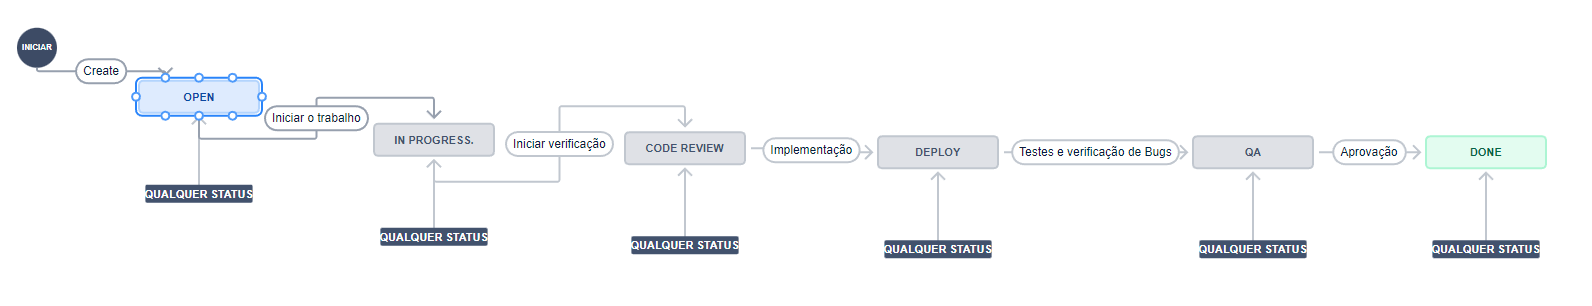 INICIAR
Create
OPEN
Iniciar o trabalho
IN PROGRESS.
Iniciar verificação
CODE REVIEW
Implementação
DEPLOY
Testes e verificação de Bugs
QA
Aprovação
DONE
QUALQUER STATUS
QUALQUER STATUS
QUALQUER STATUS
QUALQUER STATUS
QUALQUER STATUS
QUALQUER STATUS